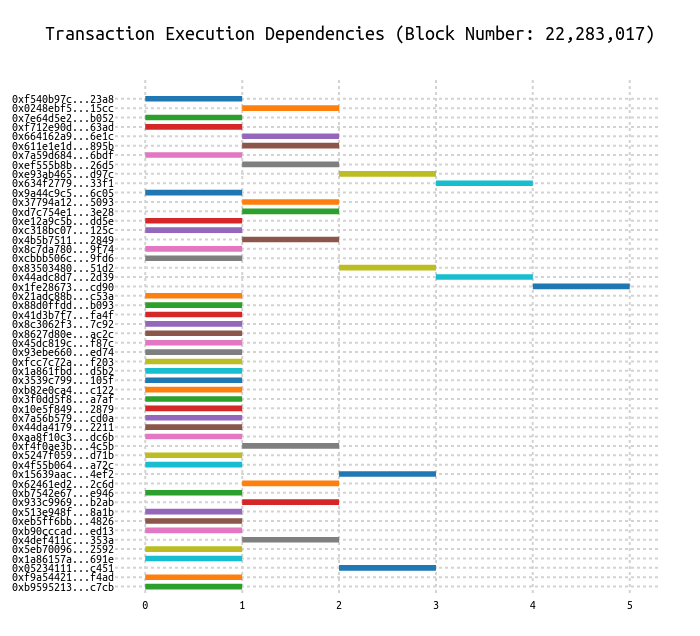 Transaction Execution Dependencies (Block Number: 22,283,017)
0xf540b97c...23a8
0x0248ebf5...15cc
0x7e64d5e2...b052
0xf712e90d...63ad
0x664162a9...6e1c
0x611e1e1d...895b
0x7a59d684...6bdf
0xef555b8b...26d5
0xe93ab465...d97c
0x634f2779...33f1
0x9a44c9c5...6c05
0x37794a12...5093
0xd7c754e1...3e28
0xe12a9c5b...dd5e
0xc318bc07...125c
0x4b5b7511...2849
0x8c7da780...9f74
0xcbbb506c...9fd6
0x83503480...51d2
0x44adc8d7...2d39
0x1fe28673...cd90
0x21adc88b...c53a
0x88d0ffdd...b093
0x41d3b7f7...fa4f
0x8c3062f3...7c92
0x8627d80e...ac2c
0x45dc819c...f87c
0x93ebe660...ed74
0xfcc7c72a...f203
0x1a861fbd...d5b2
0x3539c799...105f
0xb82e0ca4...c122
0x3f0dd5f8...a7af
0x10e5f849...2879
0x7a56b579...cd0a
0x44da4179...2211
0xaa8f10c3...dc6b
0xf4f0ae3b...4c5b
0x5247f059...d71b
0x4f55b064...a72c
0x15639aac...4ef2
0x62461ed2...2c6d
0xb7542e67...e946
0x933c9969...b2ab
0x513e948f...8a1b
0xeb5ff6bb...4826
0xb90cccad...ed13
0x4def411c...353a
0x5eb70096...2592
0x1a86157a...691e
0x05234111...c451
0xf9a54421...f4ad
0xb9595213...c7cb
0 1 2 3 4 5